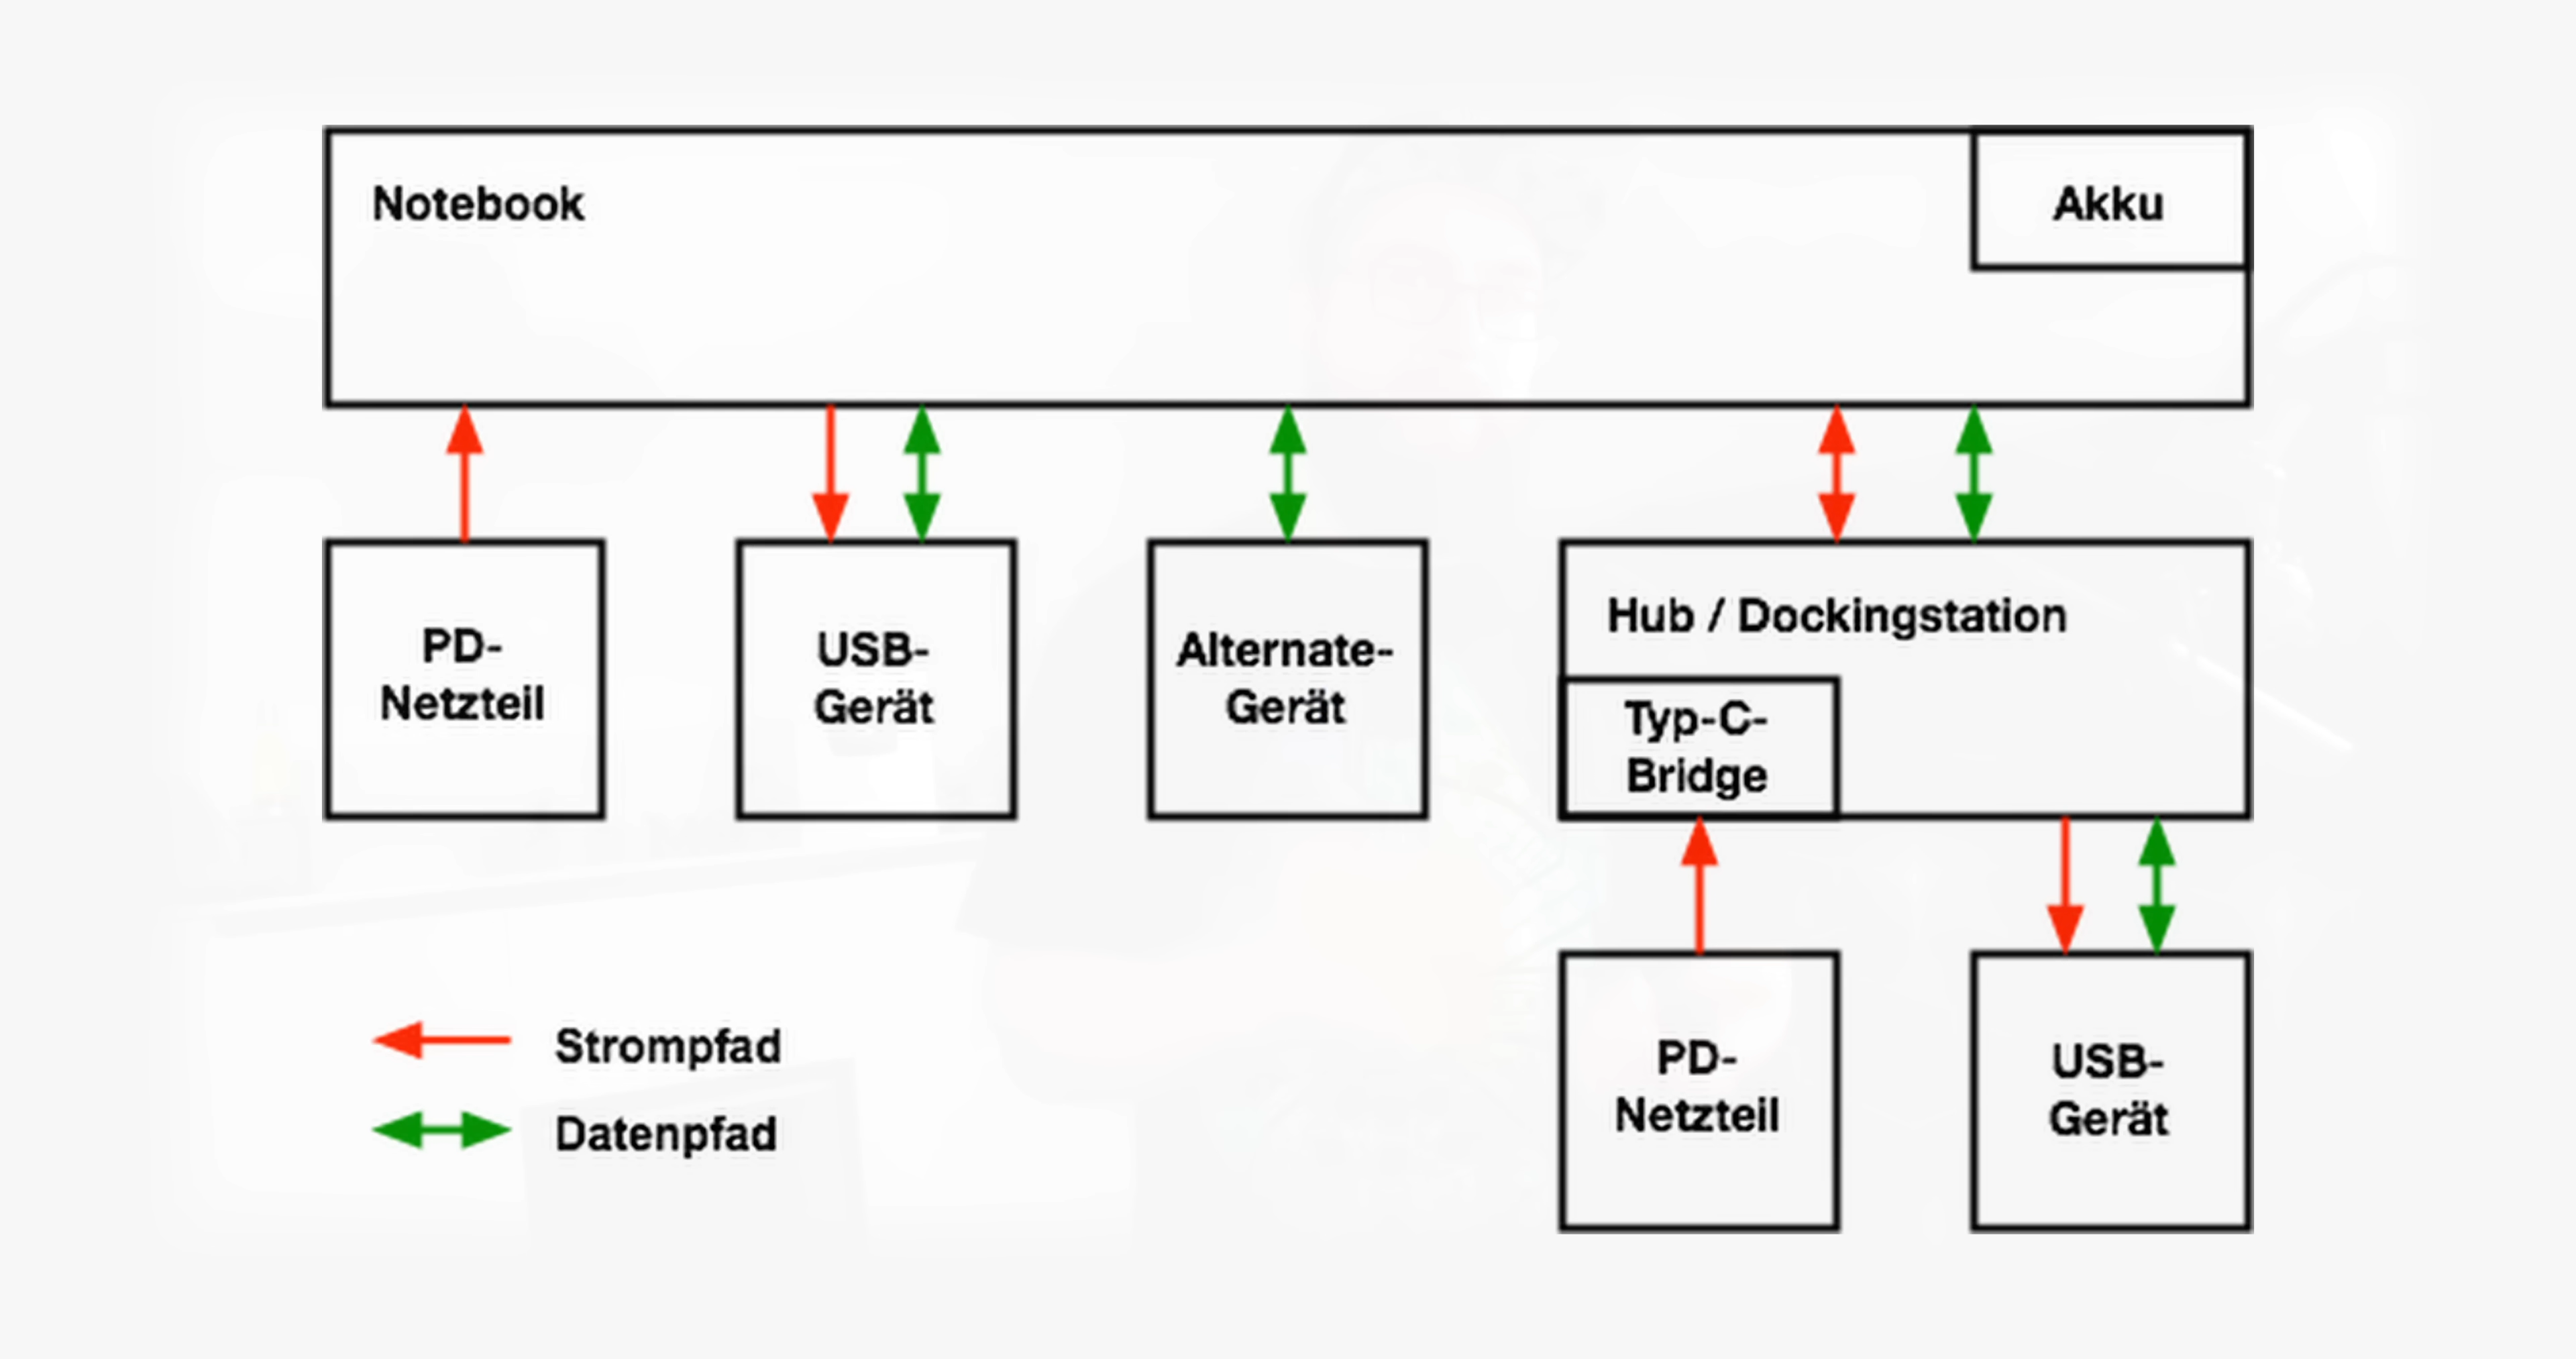 Notebook
Akku
PD-
Netzteil
USB-
Gerät
Alternate-
Gerät
Hub / Dockingstation
Typ-C-
Bridge
PD-
Netzteil
USB-
Gerät
Strompfad
Datenpfad